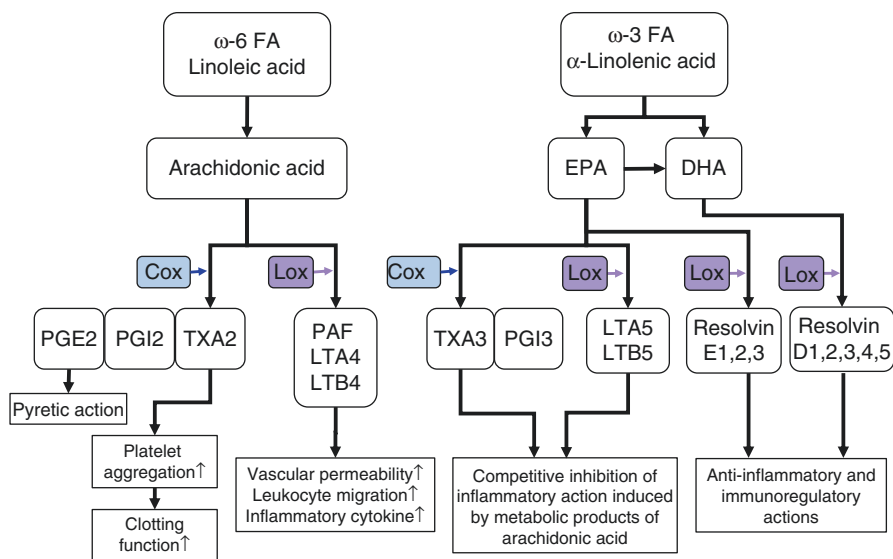 ω-6 FA
Linoleic acid
ω-3 FA
α-Linolenic acid
Arachidonic acid
EPA
DHA
Cox
Lox
Cox
Lox
Lox
Lox
PGE2
PGI2
TXA2
PAF
LTA4
LTB4
TXA3
PGI3
LTA5
LTB5
Resolvin
E1,2,3
Resolvin
D1,2,3,4,5
Pyretic action
Platelet
aggregation↑
Clotting
function↑
Vascular permeability↑
Leukocyte migration↑
Inflammatory cytokine↑
Competitive inhibition of
inflammatory action induced
by metabolic products of
arachidonic acid
Anti-inflammatory and
immunoregulatory
actions